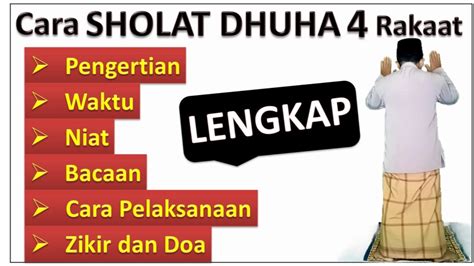 Cara SHOLAT DHUHA 4 Rakaat
Pengertian
Waktu
Niat
Bacaan
Cara Pelaksanaan
Zikir dan Doa
LENGKAP